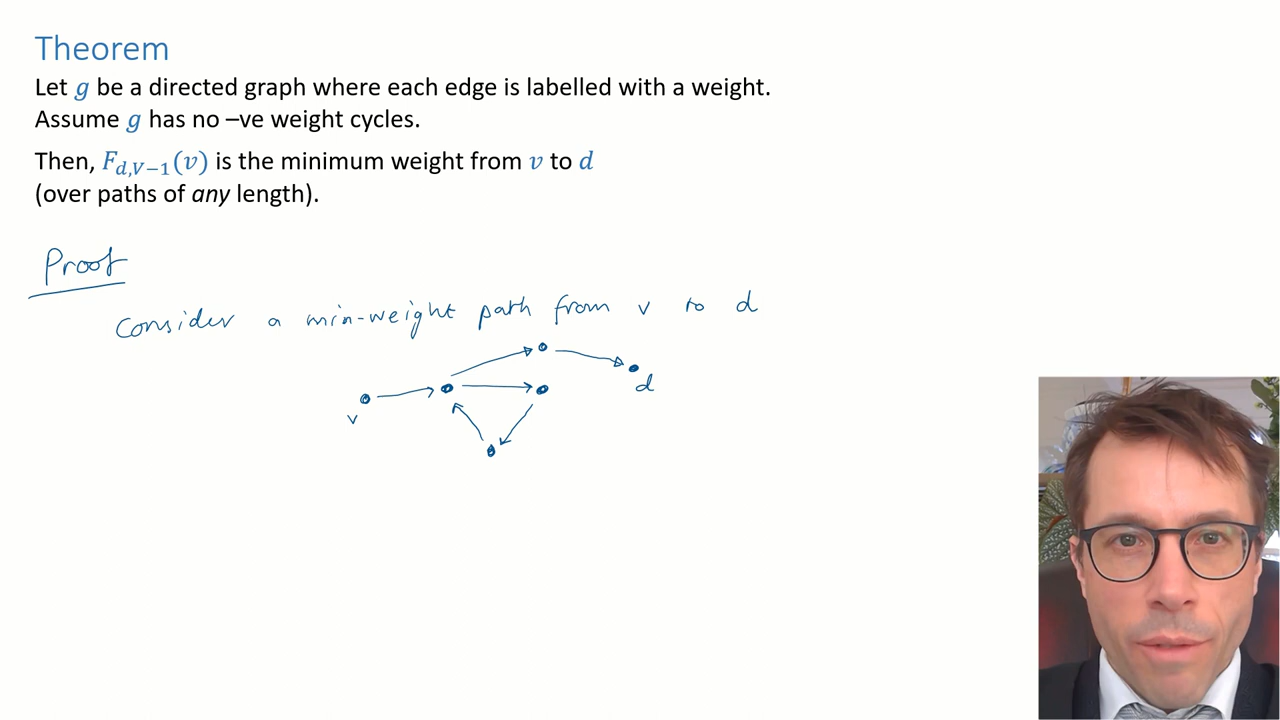 Theorem
Let g be a directed graph where each edge is labelled with a weight.
Assume g has no –ve weight cycles.
Then, F_{d,V−1}(v) is the minimum weight from v to d
(over paths of any length).
Proof
Consider a min-weight path from v to d
v
d